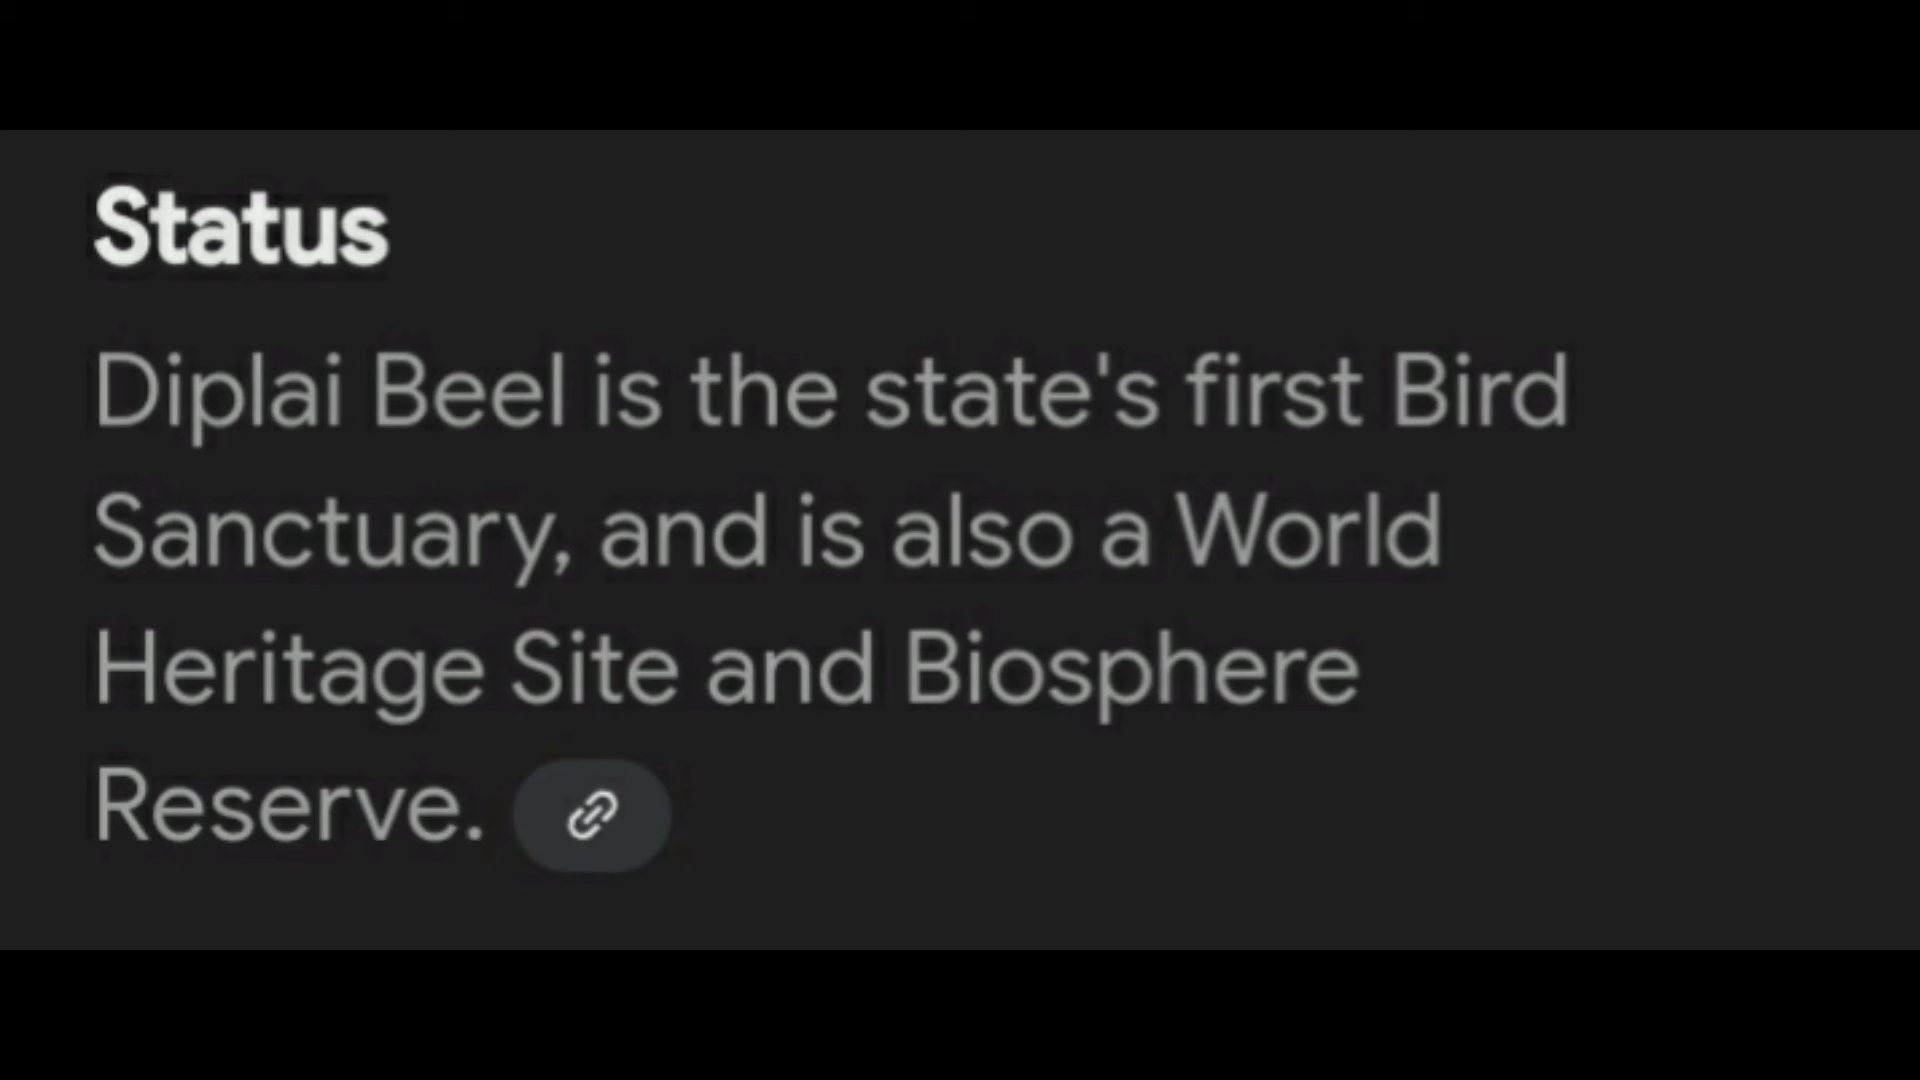 Status
Diplai Beel is the state's first Bird
Sanctuary, and is also a World
Heritage Site and Biosphere
Reserve.